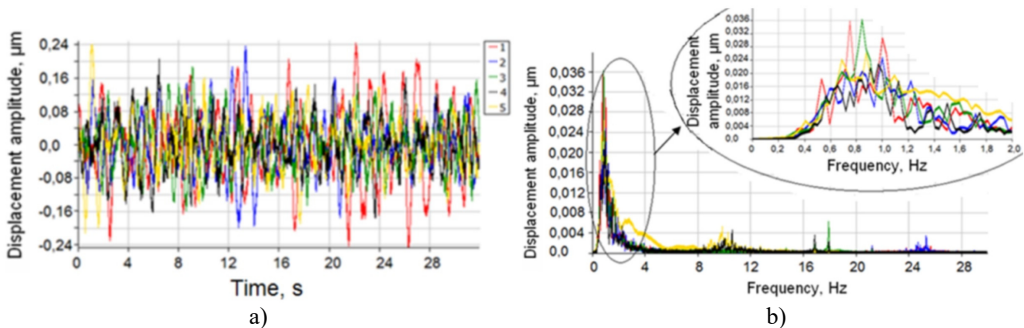 Displacement amplitude, µm
0,24
0,16
0,08
0,0
-0,08
-0,16
-0,24
0 4 8 12 16 20 24 28
Time, s
1
2
3
4
5
a)
b)
Displacement amplitude, µm
0,036
0,032
0,028
0,024
0,020
0,016
0,012
0,008
0,004
0,0
0 4 8 12 16 20 24 28
Frequency, Hz
Displacement
amplitude, µm
0,036
0,032
0,028
0,024
0,020
0,016
0,012
0,008
0,004
0,0
0 0,2 0,4 0,6 0,8 1,0 1,2 1,4 1,6 1,8 2,0
Frequency, Hz
b)